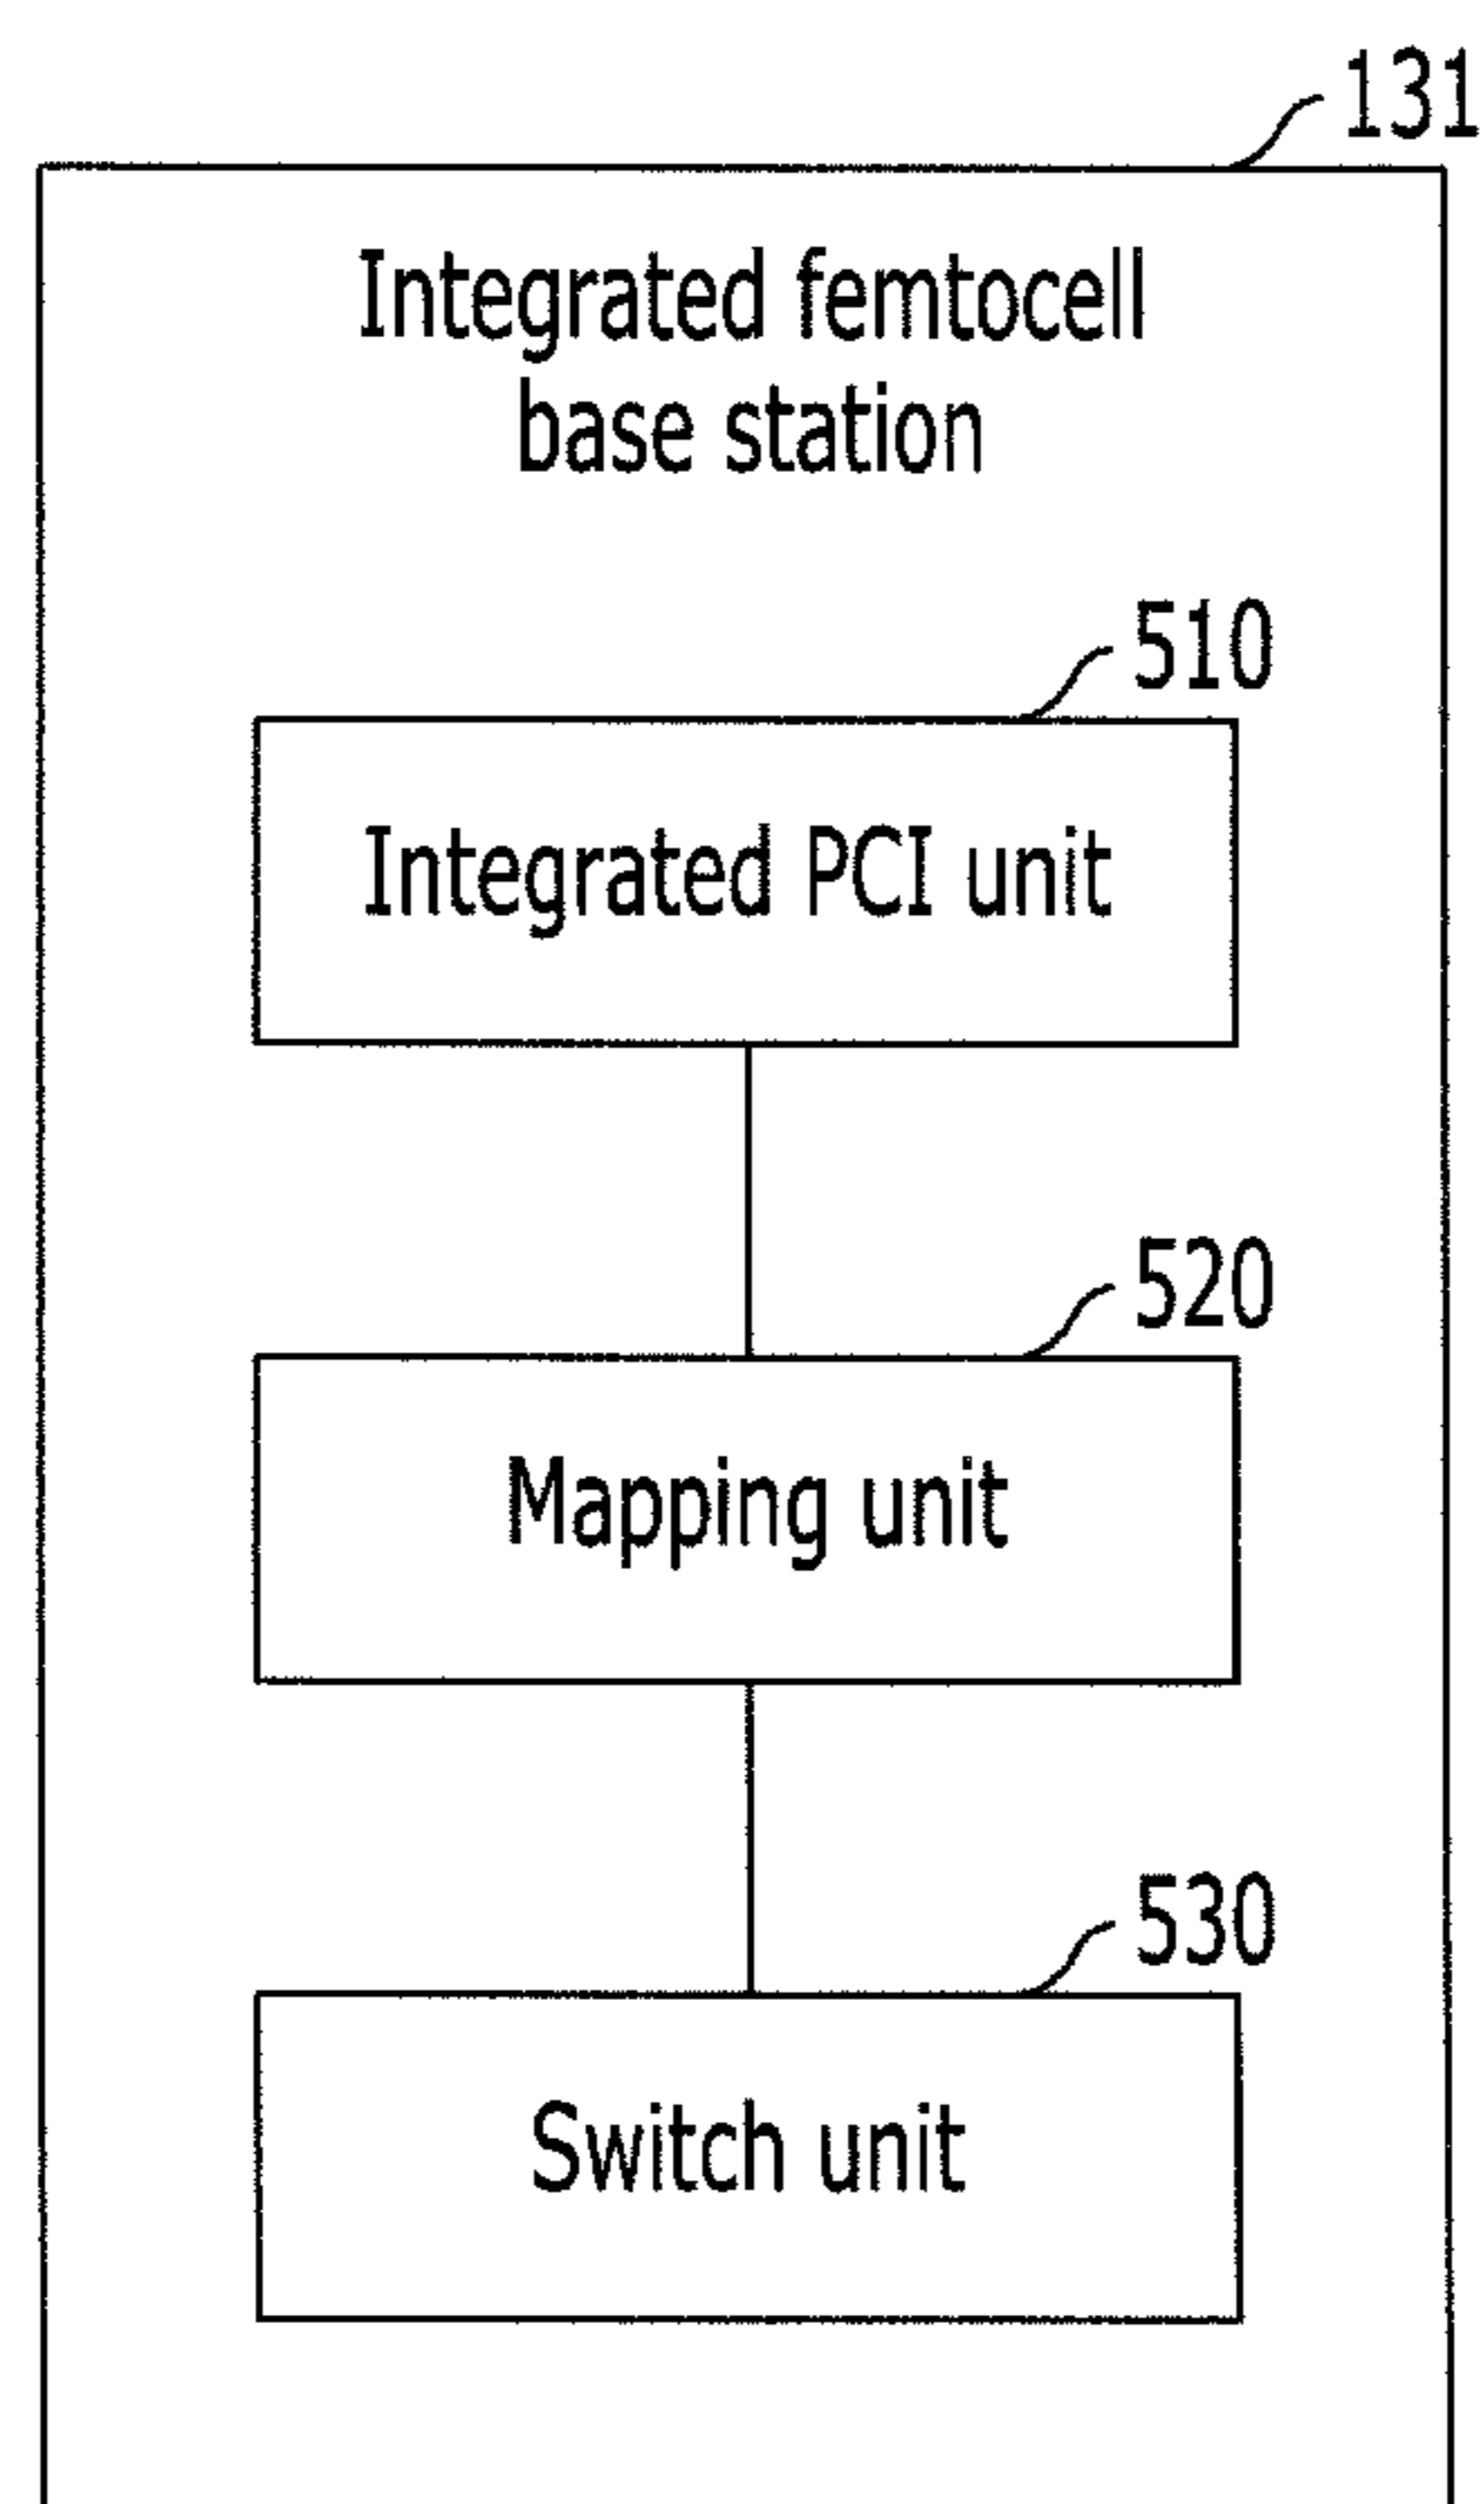 131
Integrated femtocell
base station
510
Integrated PCI unit
520
Mapping unit
530
Switch unit